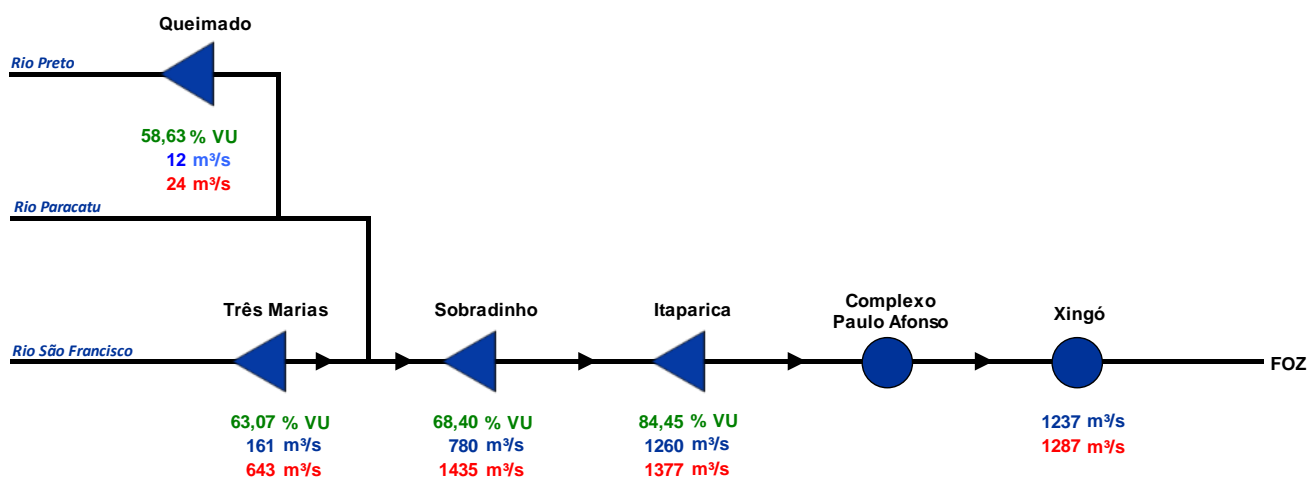 Queimado
Rio Preto
58,63 % VU
12 m³/s
24 m³/s
Rio Paracatu
Três Marias
Sobradinho
Itaparica
Complexo
Paulo Afonso
Xingó
Rio São Francisco
FOZ
63,07 % VU
161 m³/s
643 m³/s
68,40 % VU
780 m³/s
1435 m³/s
84,45 % VU
1260 m³/s
1377 m³/s
1237 m³/s
1287 m³/s